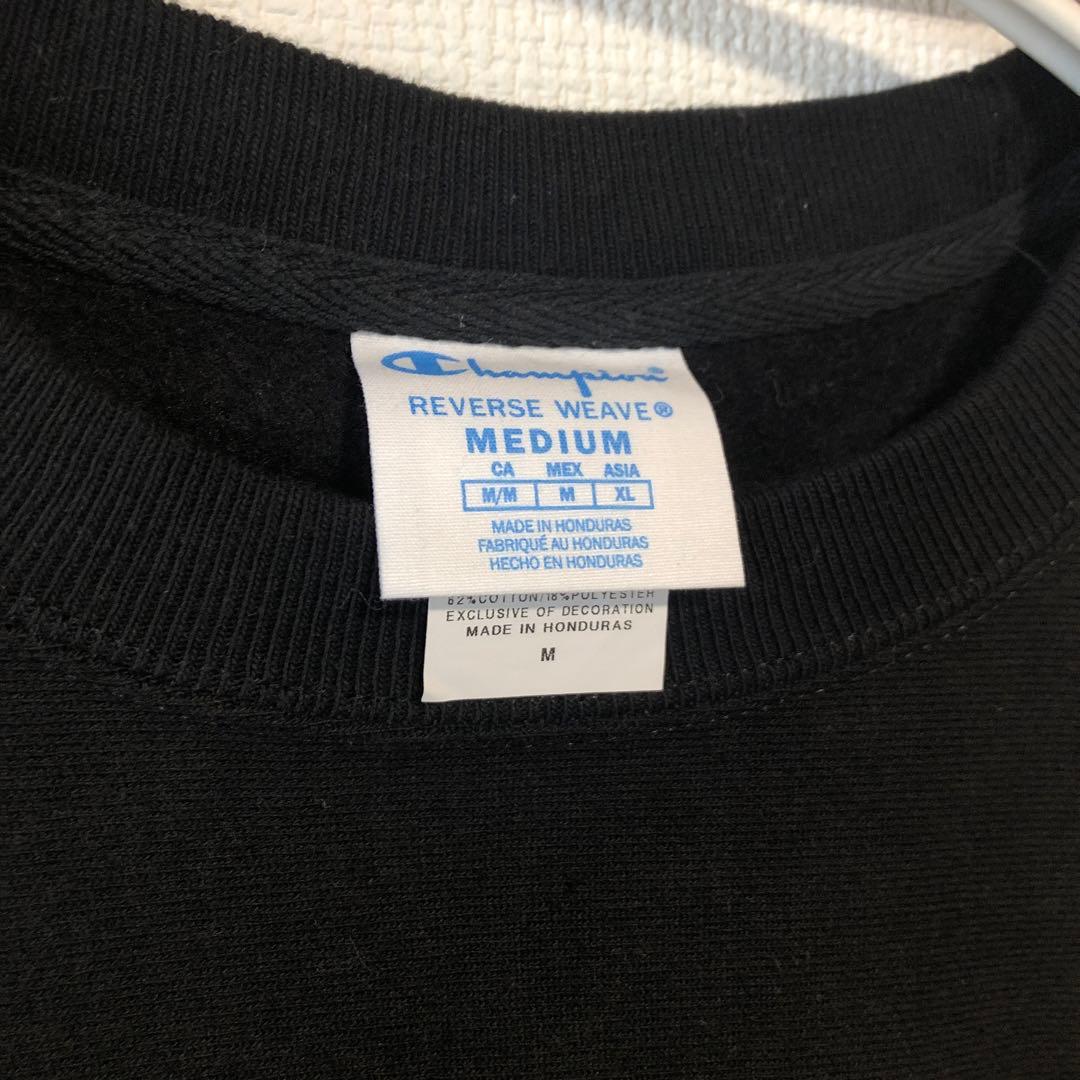 Champion®
REVERSE WEAVE®
MEDIUM
CA MEX ASIA
M/M M XL
MADE IN HONDURAS
FABRIQUÉ AU HONDURAS
HECHO EN HONDURAS
82%COTTON/18%POLYESTER
EXCLUSIVE OF DECORATION
MADE IN HONDURAS
M